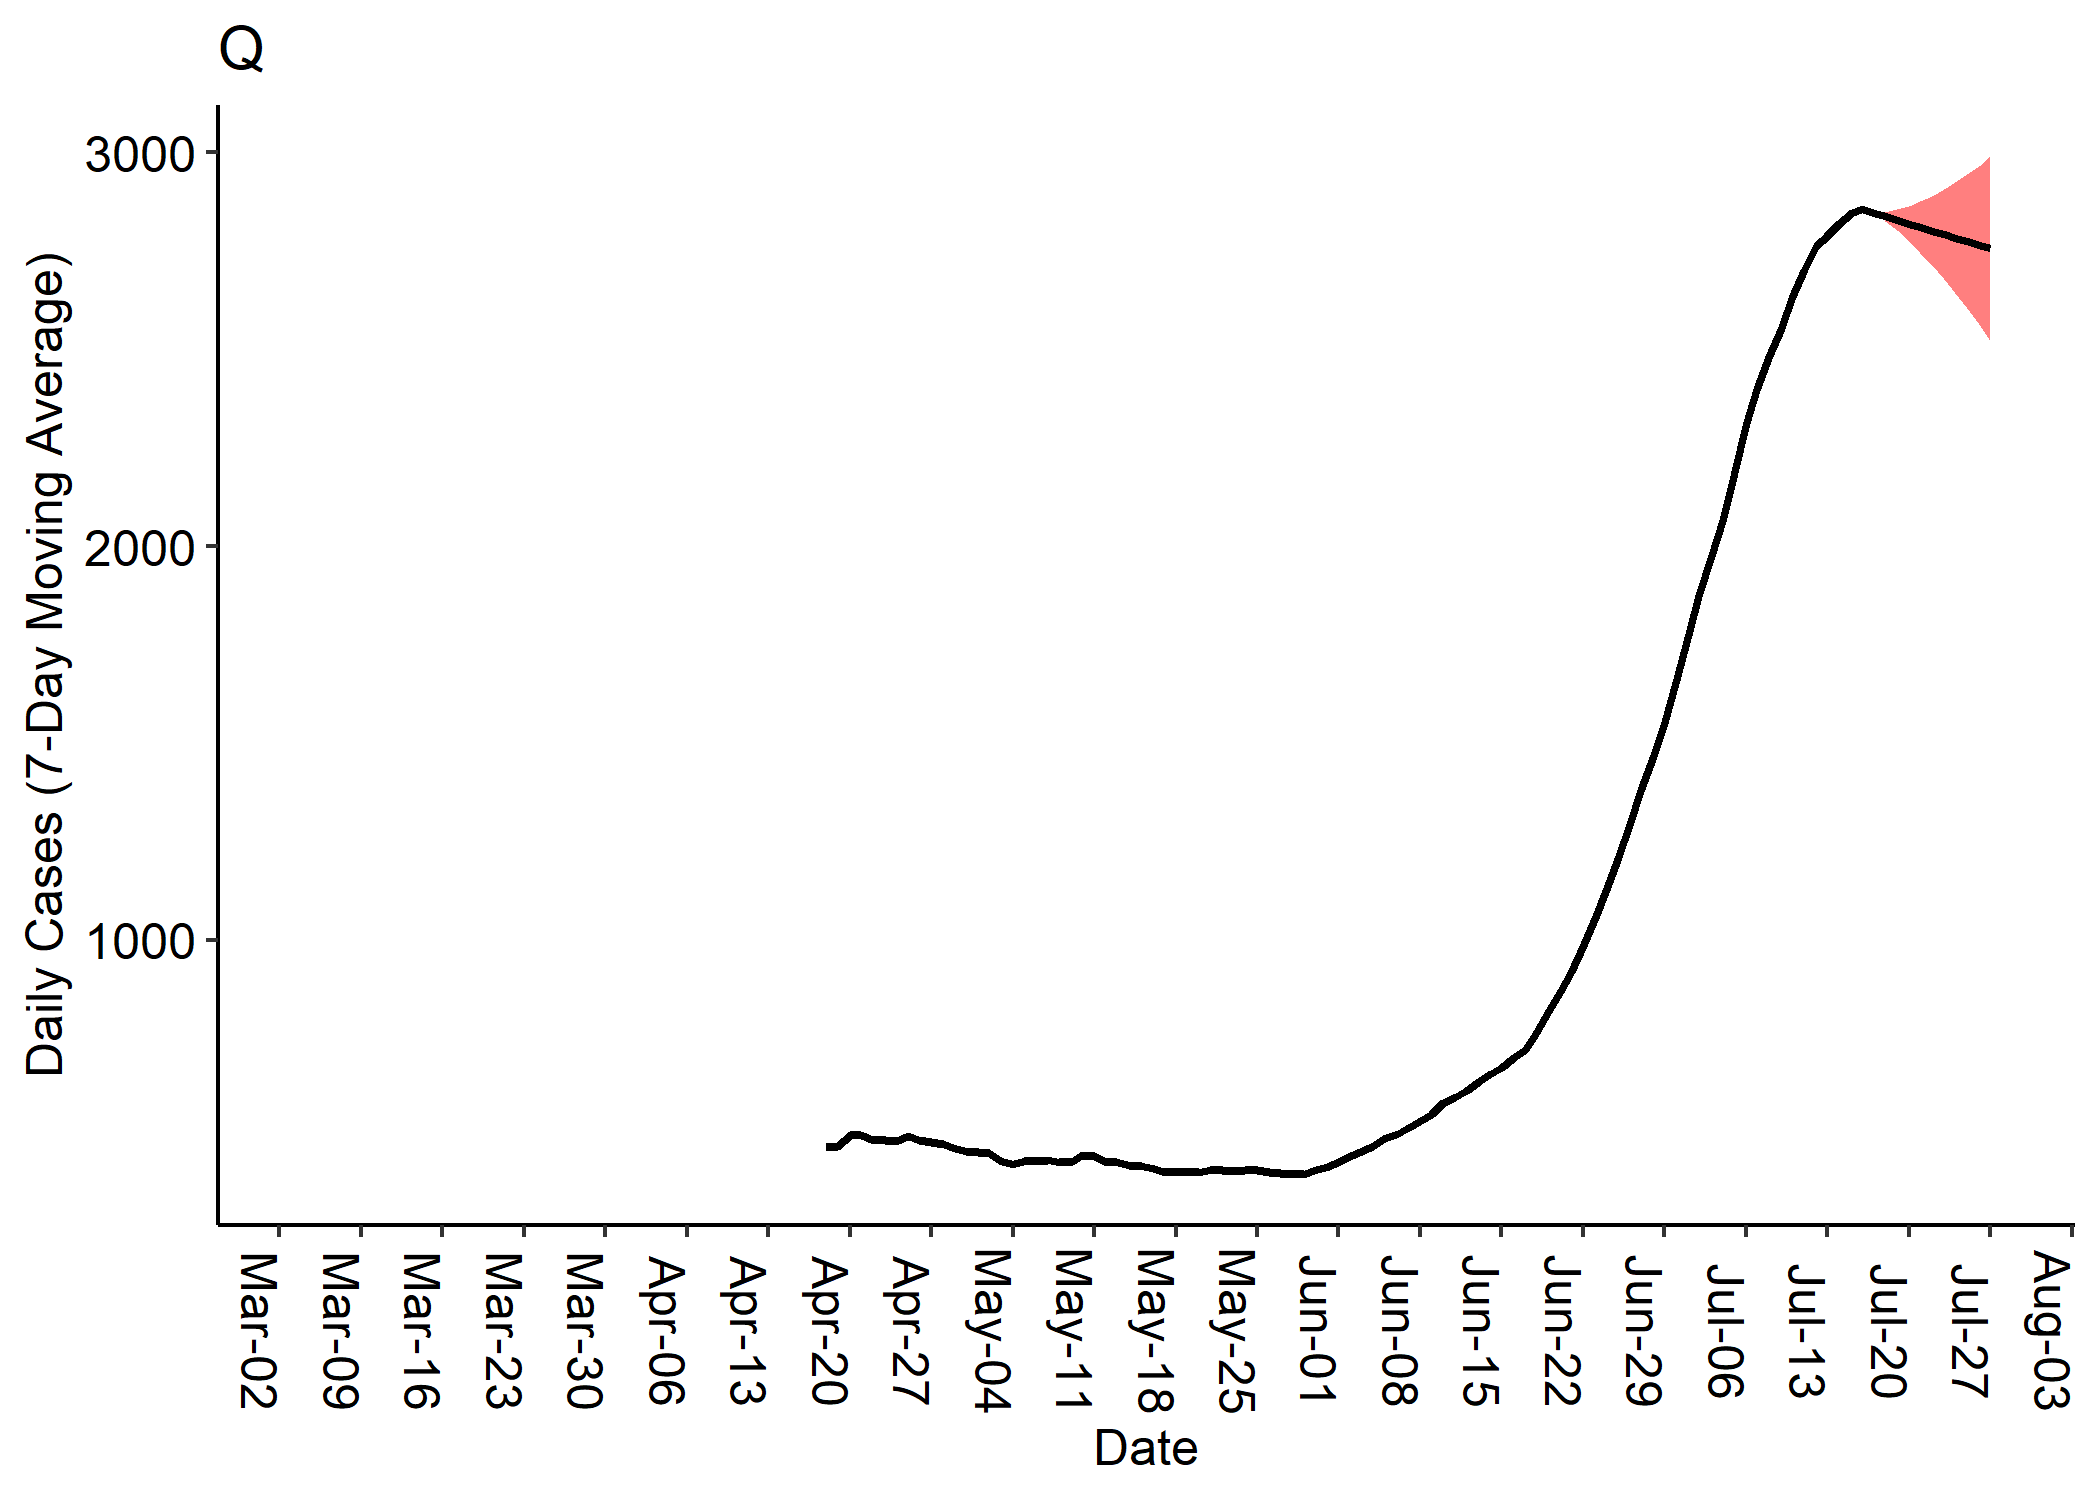 Q
Daily Cases (7-Day Moving Average)
3000
2000
1000
Mar-02
Mar-09
Mar-16
Mar-23
Mar-30
Apr-06
Apr-13
Apr-20
Apr-27
May-04
May-11
May-18
May-25
Jun-01
Jun-08
Jun-15
Jun-22
Jun-29
Jul-06
Jul-13
Jul-20
Jul-27
Aug-03
Date